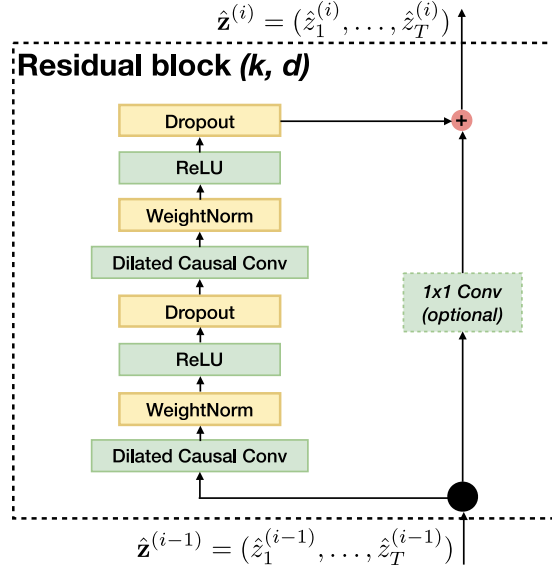 ẑ^(i) = (ẑ_1^(i), . . . , ẑ_T^(i))
Residual block (k, d)
Dropout
+
ReLU
WeightNorm
Dilated Causal Conv
1x1 Conv
(optional)
Dropout
ReLU
WeightNorm
Dilated Causal Conv
ẑ^(i−1) = (ẑ_1^(i−1), . . . , ẑ_T^(i−1))